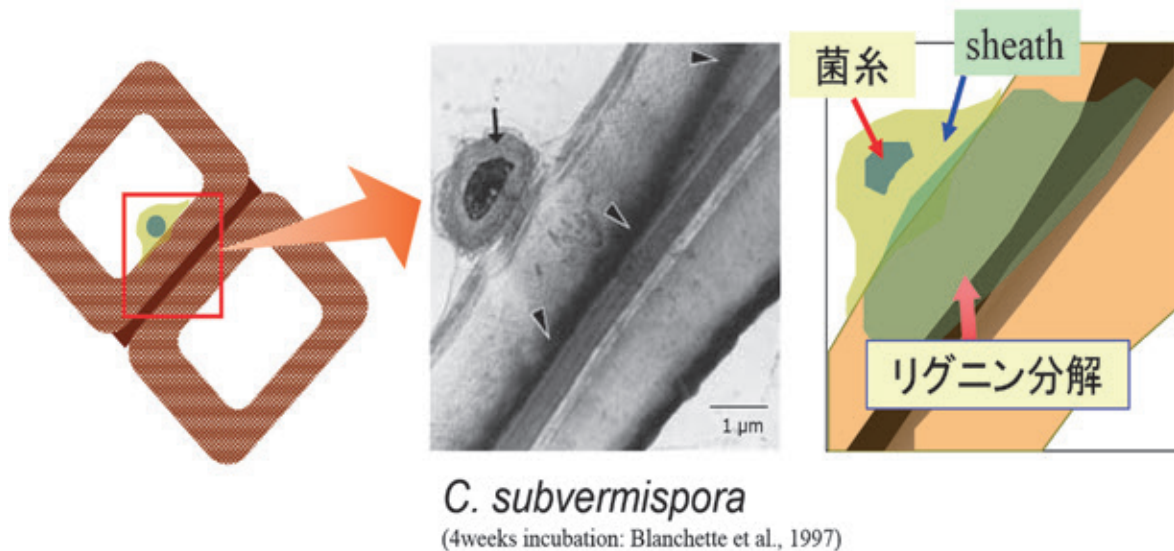 菌糸
sheath
リグニン分解
1 μm
C. subvermispora
(4weeks incubation: Blanchette et al., 1997)